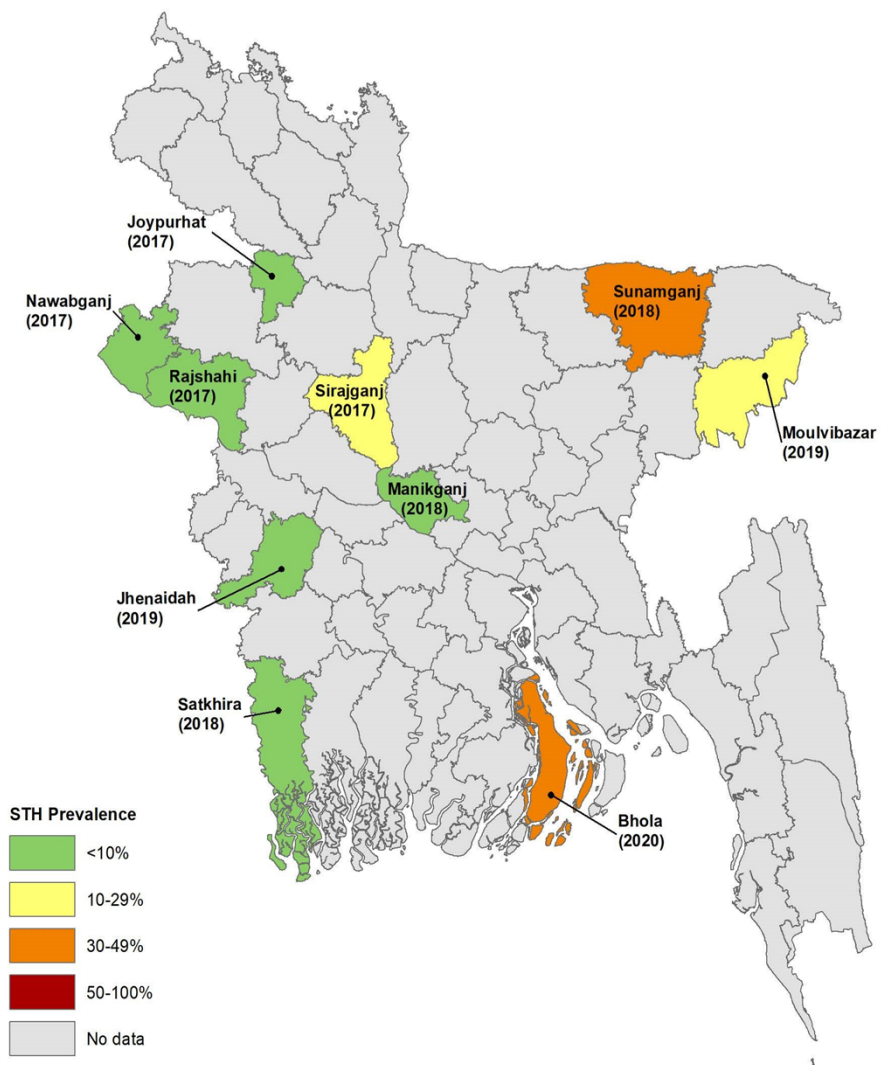 Joypurhat
(2017)
Nawabganj
(2017)
Sunamganj
(2018)
Rajshahi
(2017)
Sirajganj
(2017)
Moulvibazar
(2019)
Manikganj
(2018)
Jhenaidah
(2019)
Satkhira
(2018)
Bhola
(2020)
STH Prevalence
<10%
10-29%
30-49%
50-100%
No data